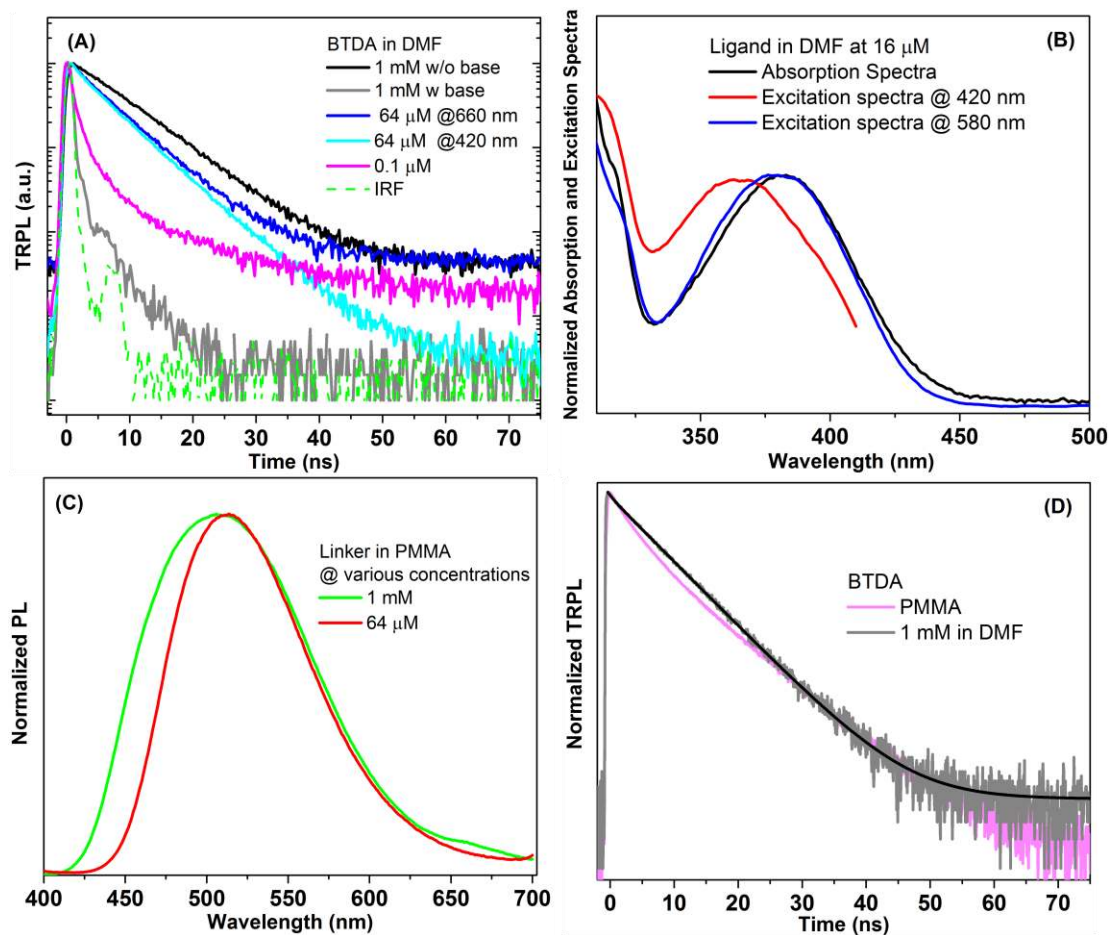 (A)
BTDA in DMF
1 mM w/o base
1 mM w base
64 μM @660 nm
64 μM @420 nm
0.1 μM
IRF
TRPL (a.u.)
0 10 20 30 40 50 60 70
Time (ns)
(B)
Ligand in DMF at 16 μM
Absorption Spectra
Excitation spectra @ 420 nm
Excitation spectra @ 580 nm
Normalized Absorption and Excitation Spectra
350 400 450 500
Wavelength (nm)
(C)
Linker in PMMA
@ various concentrations
1 mM
64 μM
Normalized PL
400 450 500 550 600 650 700
Wavelength (nm)
(D)
BTDA
PMMA
1 mM in DMF
Normalized TRPL
0 10 20 30 40 50 60 70
Time (ns)